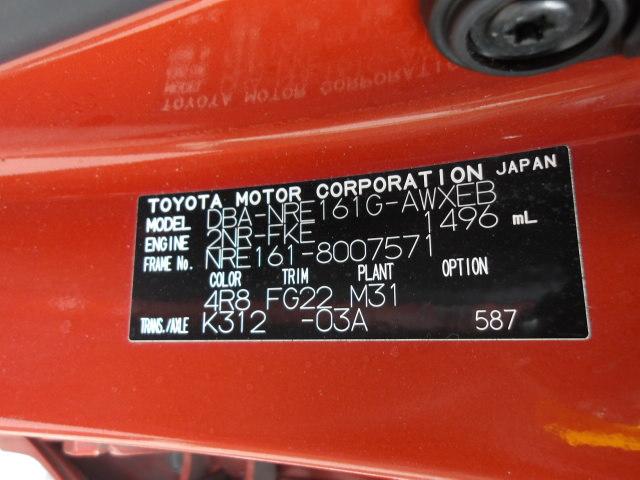 TOYOTA MOTOR CORPORATION JAPAN
MODEL DBA-NRE161G-AWXEB
ENGINE 2NR-FKE 1496 mL
FRAME No. NRE161-8007571
COLOR TRIM PLANT OPTION
4R8 FG22 M31
TRANS./AXLE K312 -03A 587